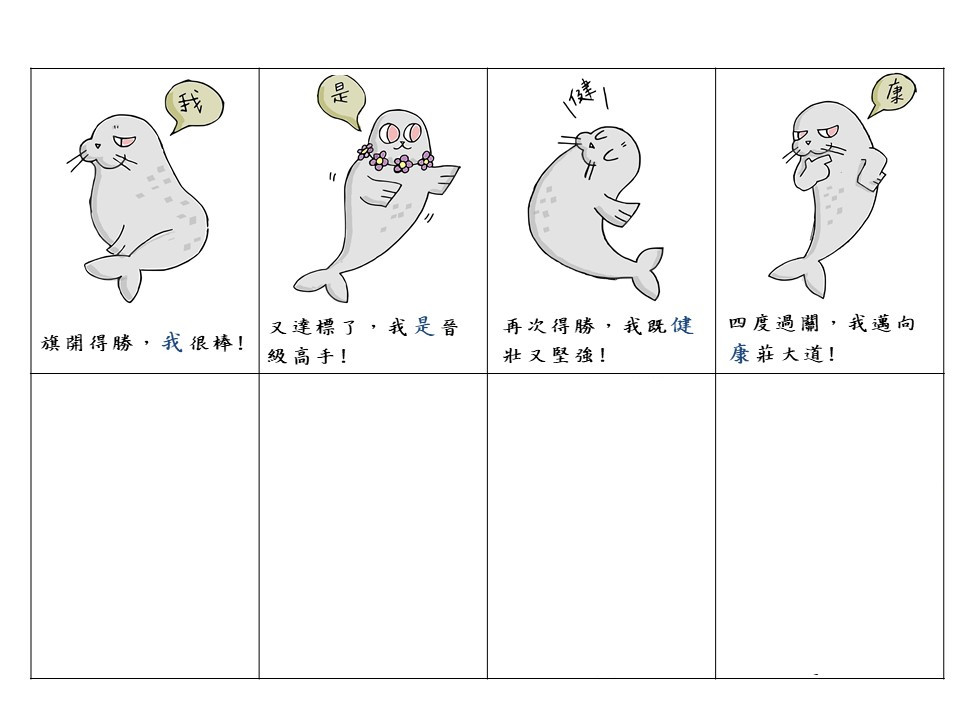 我
旗開得勝，我很棒!
是
又達標了，我是晉
級高手!
健
再次得勝，我既健
壯又堅強!
康
四度過關，我邁向
康莊大道!